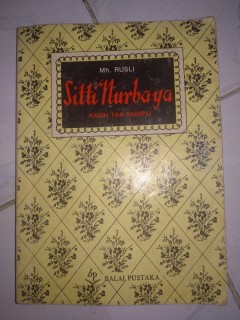 Mh. RUSLI
Sitti Nurbaya
KASIH TAK SAMPAI
BALAI PUSTAKA